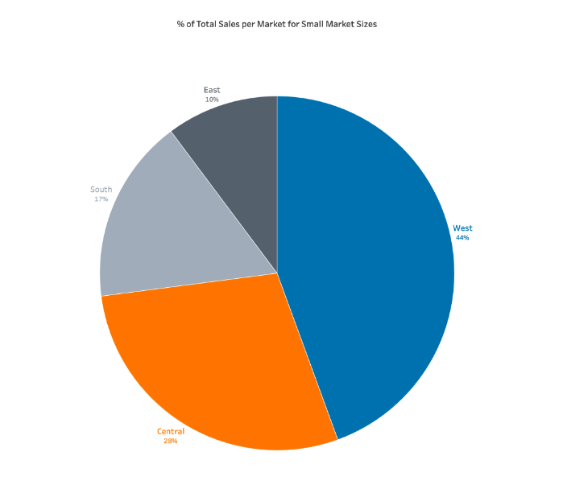 % of Total Sales per Market for Small Market Sizes
East
10%
South
17%
West
44%
Central
28%